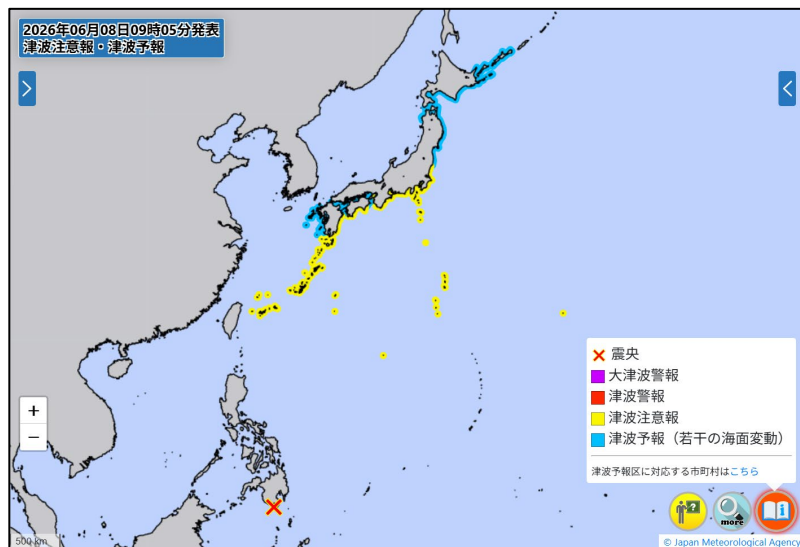 2026年06月08日09時05分発表
津波注意報・津波予報
震央
大津波警報
津波警報
津波注意報
津波予報（若干の海面変動）
津波予報区に対応する市町村はこちら
+
−
?
more
i
500 km
© Japan Meteorological Agency